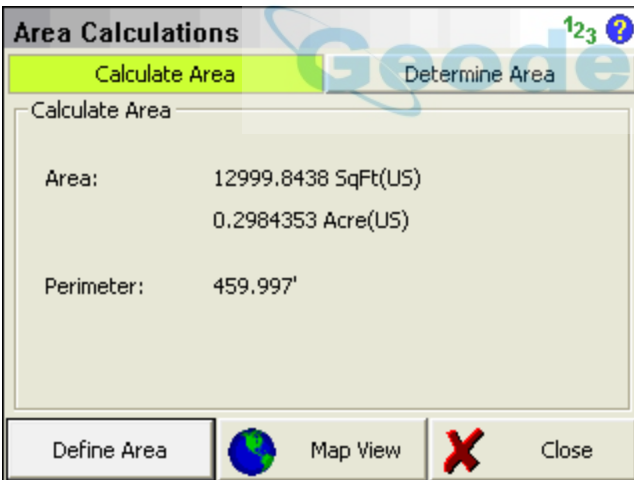 Area Calculations 123 ?
Geode
Calculate Area Determine Area
Calculate Area
Area: 12999.8438 SqFt(US)
0.2984353 Acre(US)
Perimeter: 459.997'
Define Area Map View Close